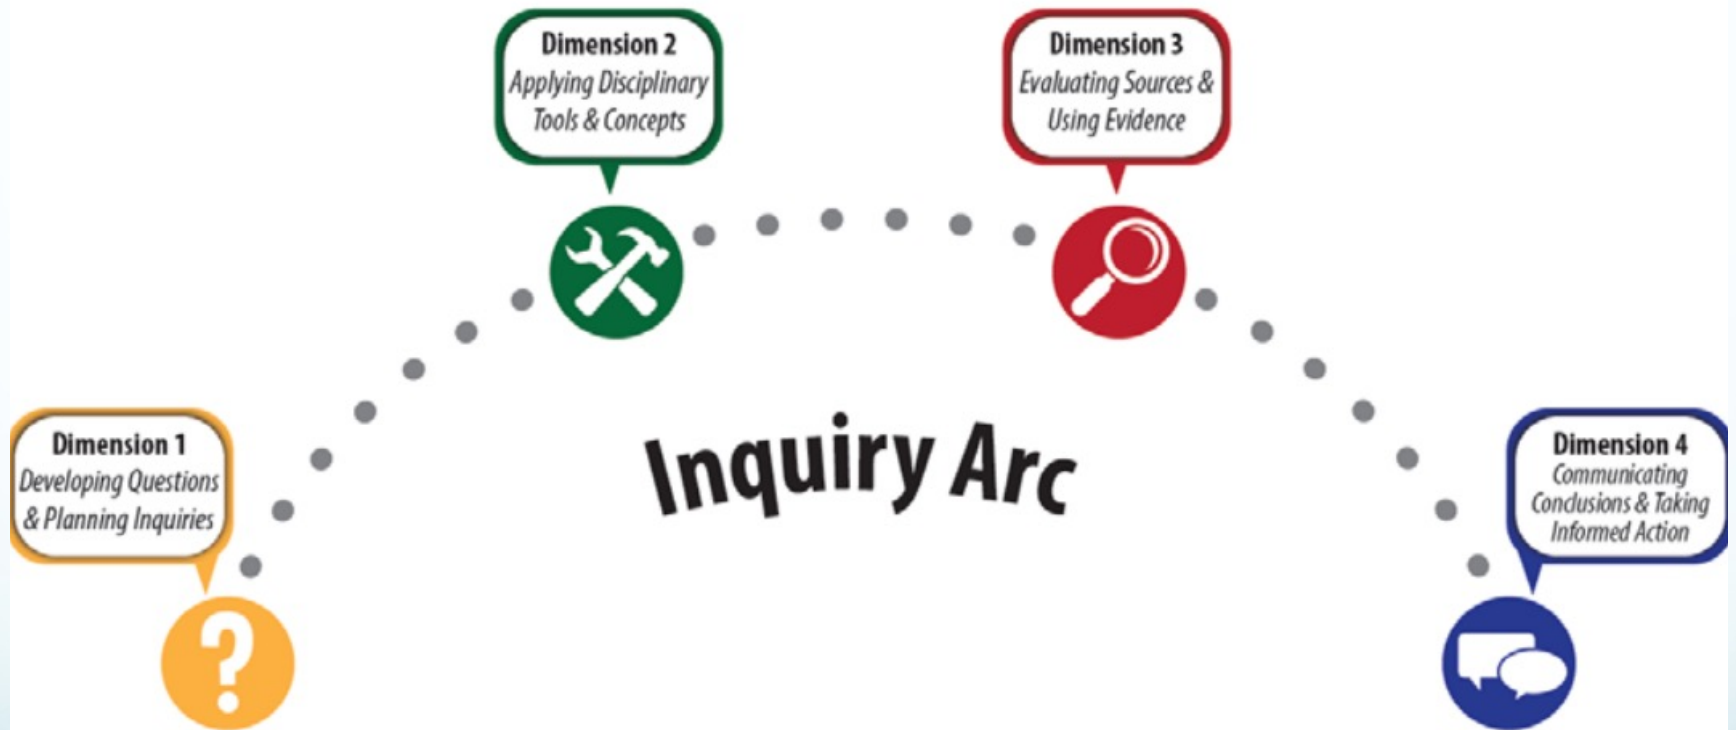 Dimension 1
Developing Questions
& Planning Inquiries
Dimension 2
Applying Disciplinary
Tools & Concepts
Dimension 3
Evaluating Sources &
Using Evidence
Dimension 4
Communicating
Conclusions & Taking
Informed Action
Inquiry Arc
?